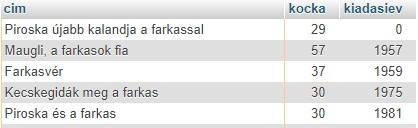 cim kocka kiadasiev
Piroska újabb kalandja a farkassal 29 0
Maugli, a farkasok fia 57 1957
Farkasvér 37 1959
Kecskegidák meg a farkas 30 1975
Piroska és a farkas 30 1981